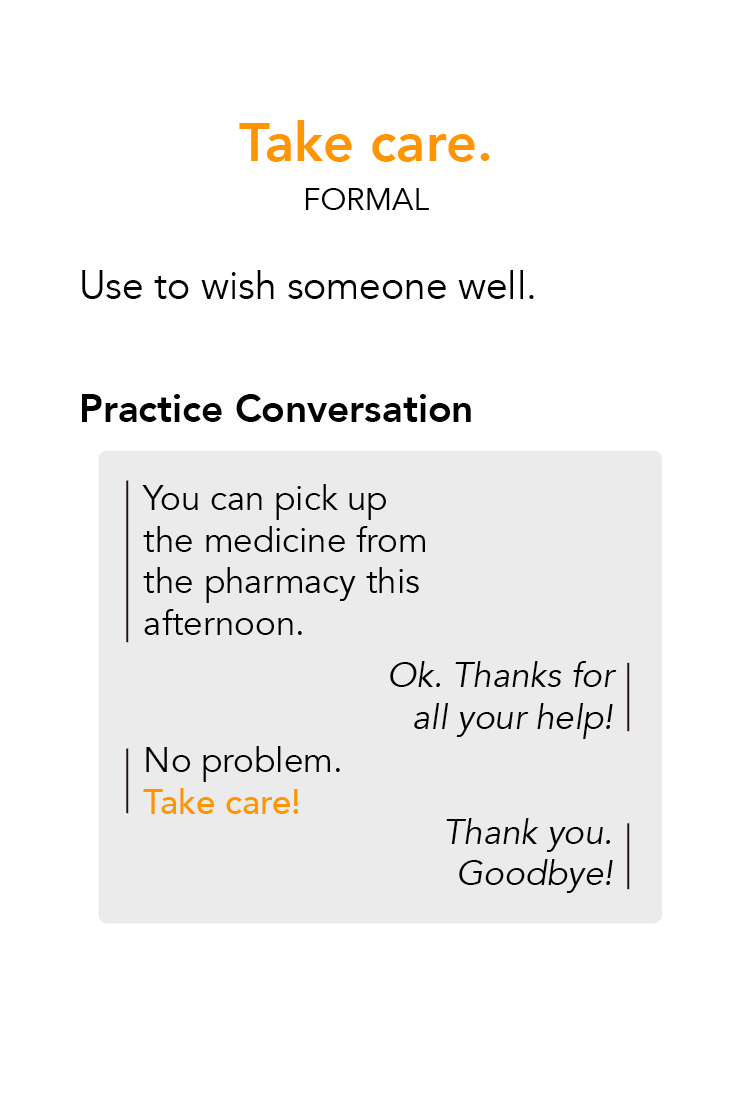 Take care.
FORMAL
Use to wish someone well.
Practice Conversation
You can pick up
the medicine from
the pharmacy this
afternoon.
Ok. Thanks for
all your help!
No problem.
Take care!
Thank you.
Goodbye!